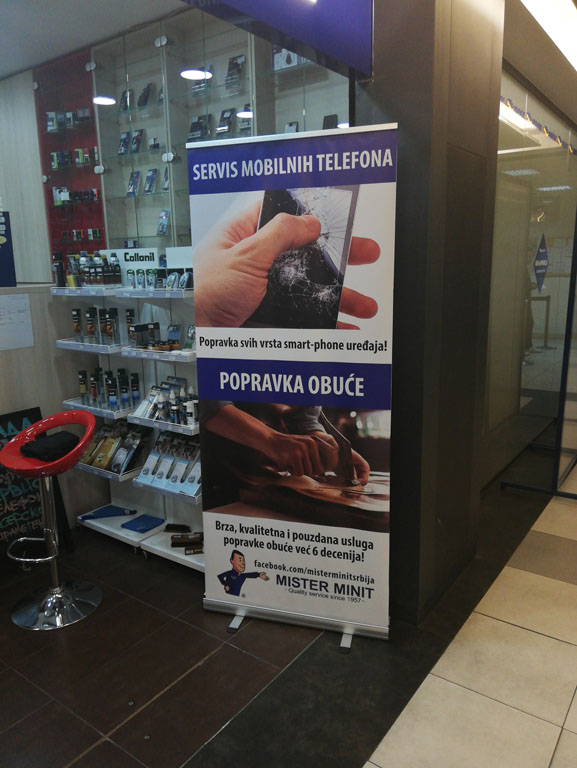 SERVIS MOBILNIH TELEFONA
Popravka svih vrsta smart-phone uređaja!
POPRAVKA OBUĆE
Brza, kvalitetna i pouzdana usluga
popravke obuće već 6 decenija!
facebook.com/misterminitsrbija
MISTER MINIT
- Quality service since 1957 -
Collonil